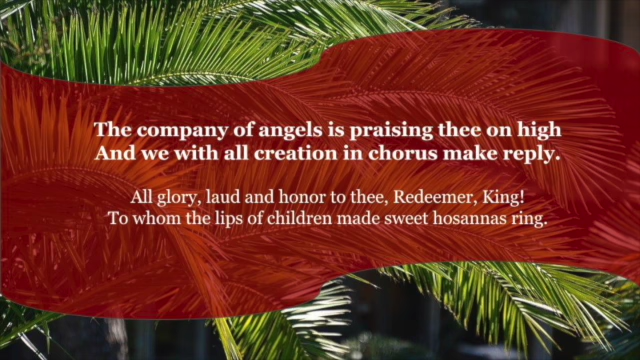 The company of angels is praising thee on high
And we with all creation in chorus make reply.
All glory, laud and honor to thee, Redeemer, King!
To whom the lips of children made sweet hosannas ring.